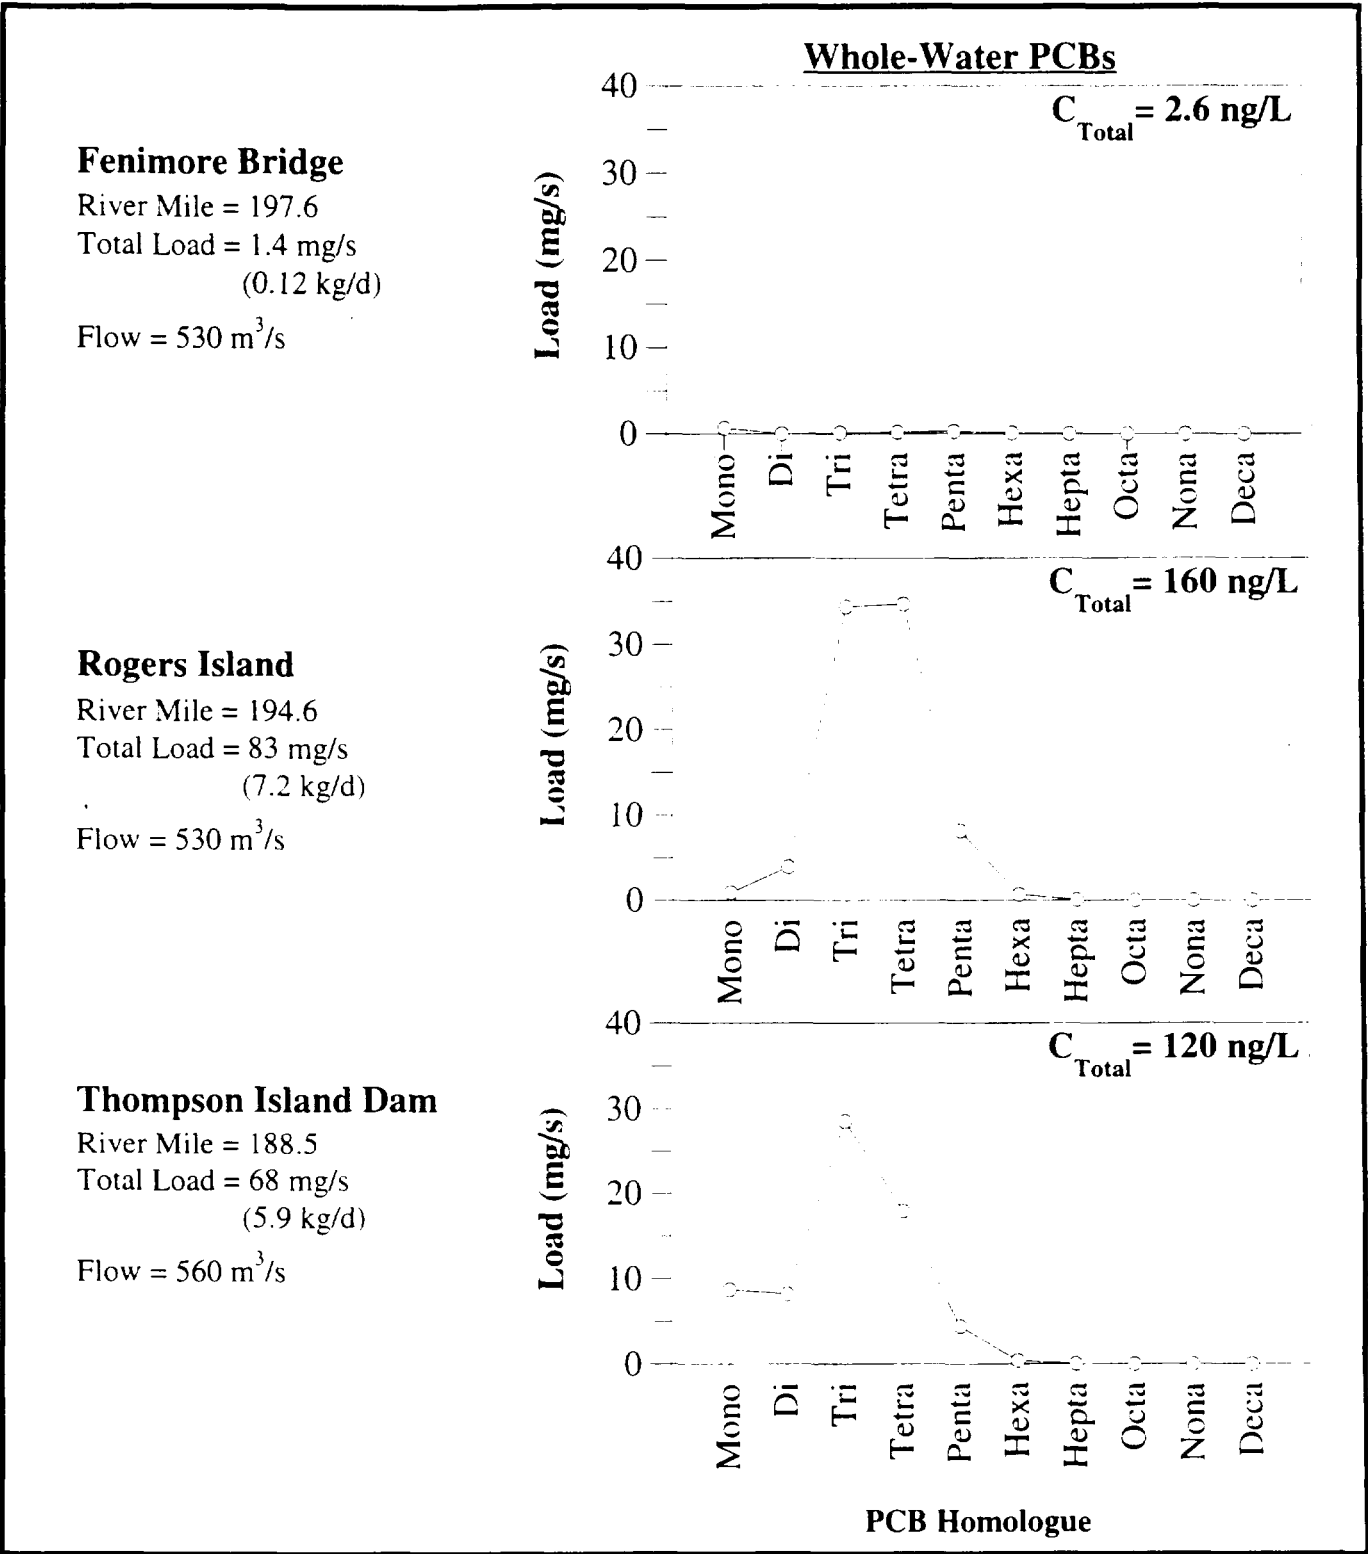 Whole-Water PCBs
Fenimore Bridge
River Mile = 197.6
Total Load = 1.4 mg/s
(0.12 kg/d)
Flow = 530 m³/s
Load (mg/s)
40
30
20
10
0
C_Total = 2.6 ng/L
Mono Di Tri Tetra Penta Hexa Hepta Octa Nona Deca
Rogers Island
River Mile = 194.6
Total Load = 83 mg/s
(7.2 kg/d)
Flow = 530 m³/s
Load (mg/s)
40
30
20
10
0
C_Total = 160 ng/L
Mono Di Tri Tetra Penta Hexa Hepta Octa Nona Deca
Thompson Island Dam
River Mile = 188.5
Total Load = 68 mg/s
(5.9 kg/d)
Flow = 560 m³/s
Load (mg/s)
40
30
20
10
0
C_Total = 120 ng/L
Mono Di Tri Tetra Penta Hexa Hepta Octa Nona Deca
PCB Homologue